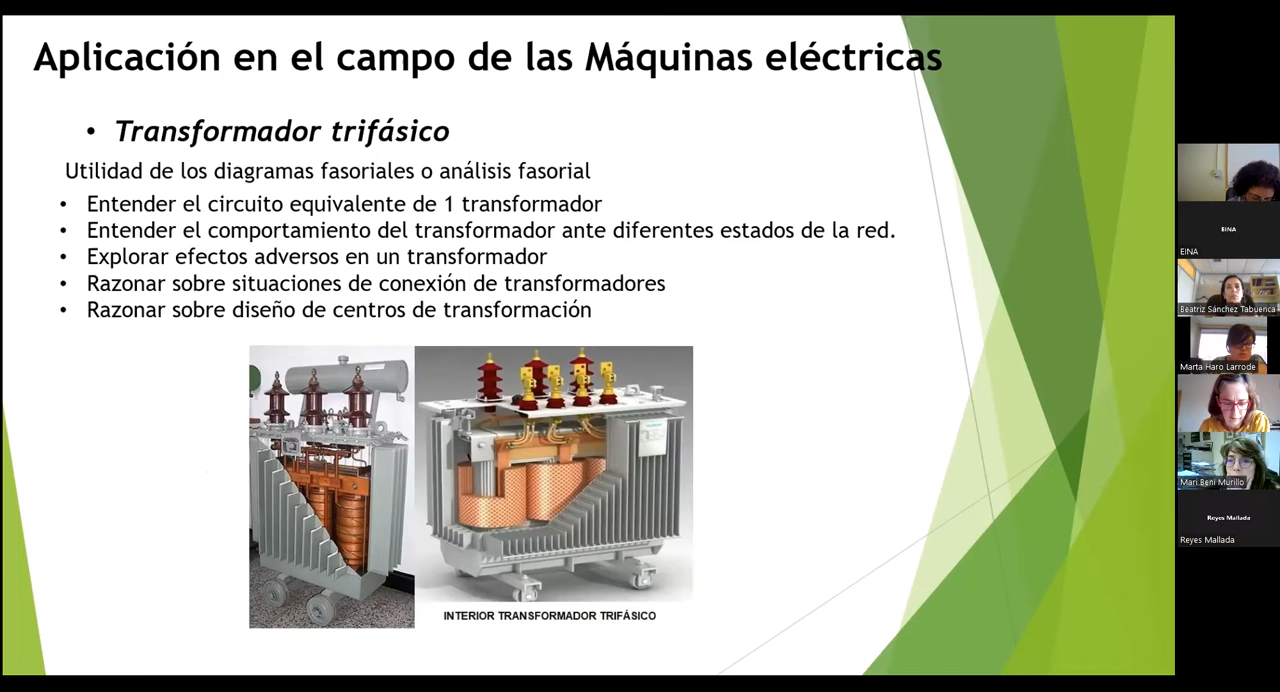 Aplicación en el campo de las Máquinas eléctricas
• Transformador trifásico
Utilidad de los diagramas fasoriales o análisis fasorial
• Entender el circuito equivalente de 1 transformador
• Entender el comportamiento del transformador ante diferentes estados de la red.
• Explorar efectos adversos en un transformador
• Razonar sobre situaciones de conexión de transformadores
• Razonar sobre diseño de centros de transformación
INTERIOR TRANSFORMADOR TRIFÁSICO
EINA
EINA
Beatriz Sánchez Tabuenca
Marta Haro Larrode
Mari.Beni Murillo
Reyes Mallada
Reyes Mallada